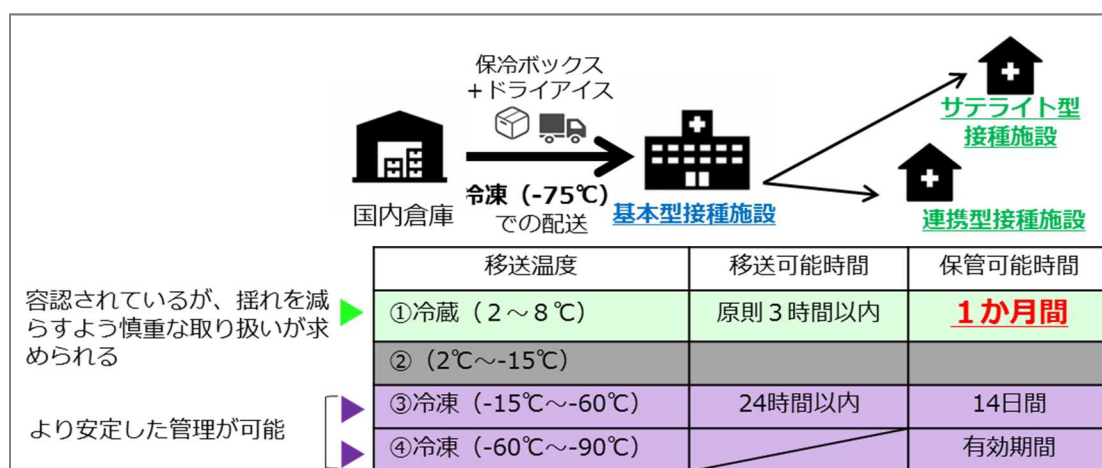 保冷ボックス
＋ドライアイス
国内倉庫
冷凍（-75℃）
での配送
基本型接種施設
サテライト型
接種施設
連携型接種施設
移送温度 移送可能時間 保管可能時間
容認されているが、揺れを減
らすよう慎重な取り扱いが求
められる
①冷蔵（２～８℃） 原則３時間以内 １か月間
②（2℃～-15℃）
より安定した管理が可能
③冷凍（-15℃～-60℃） 24時間以内 14日間
④冷凍（-60℃～-90℃） 有効期間